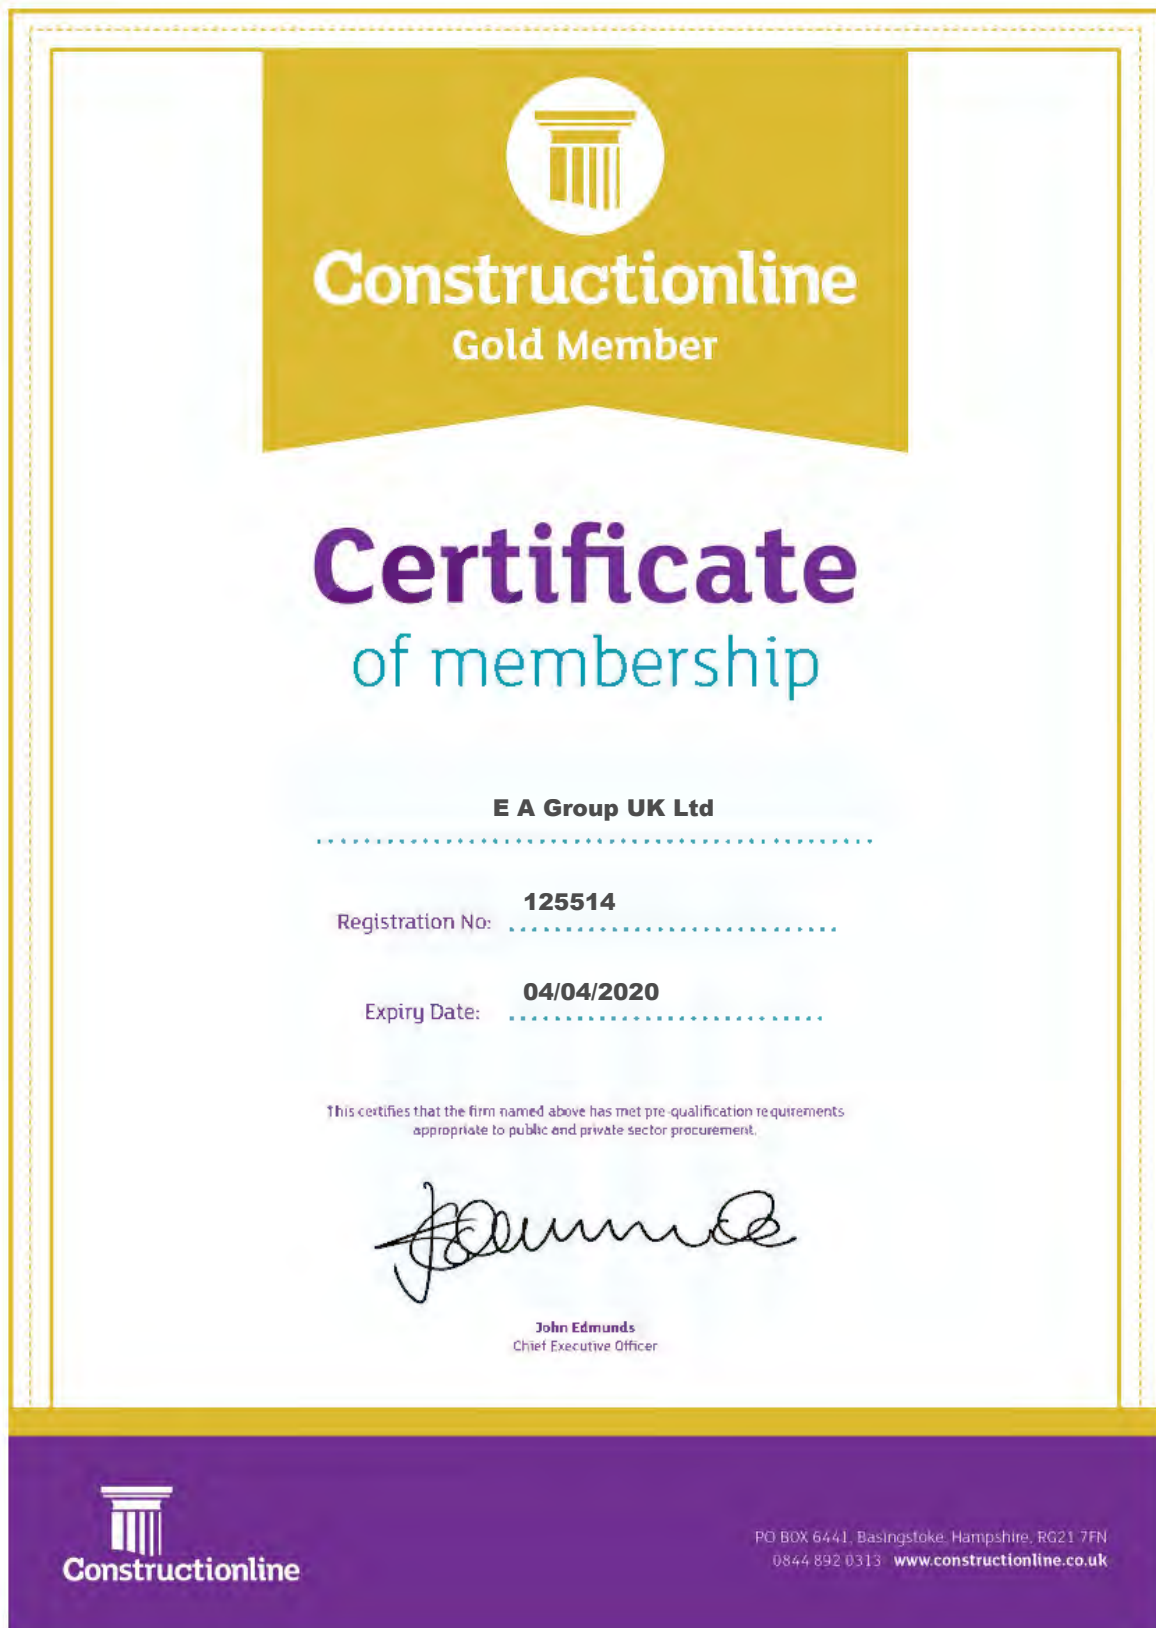 Constructionline
Gold Member
Certificate
of membership
E A Group UK Ltd
Registration No: 125514
Expiry Date: 04/04/2020
This certifies that the firm named above has met pre-qualification requirements
appropriate to public and private sector procurement.
John Edmunds
Chief Executive Officer
Constructionline
PO BOX 6441, Basingstoke, Hampshire, RG21 7FN
0844 892 0313 www.constructionline.co.uk